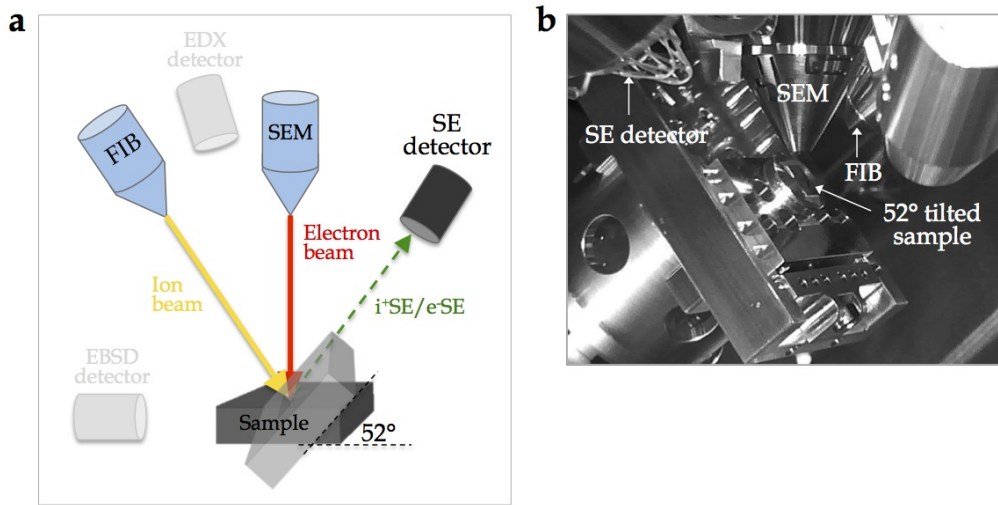 a
EDX
detector
FIB
SEM
SE
detector
Electron
beam
Ion
beam
i⁺SE/e⁻SE
EBSD
detector
Sample
52°
b
SEM
SE detector
FIB
52° tilted
sample